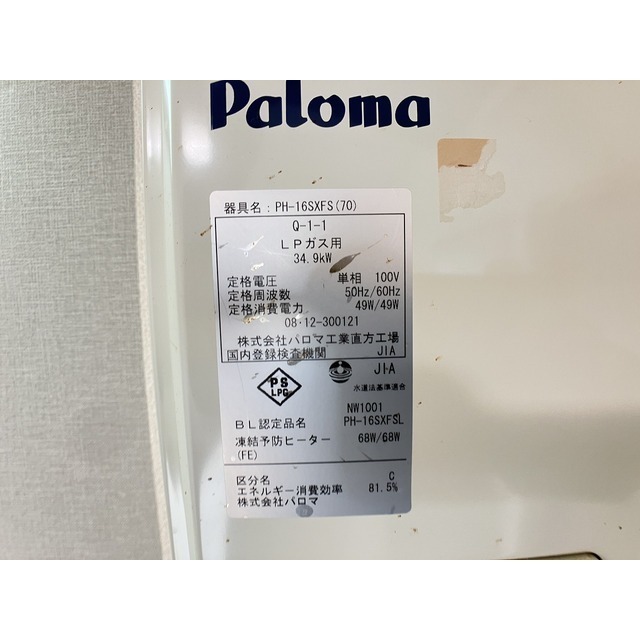 Paloma
器具名：PH-16SXFS(70)
Q-1-1
LPガス用
34.9kW
定格電圧 単相 100V
定格周波数 50Hz/60Hz
定格消費電力 49W/49W
08.12-300121
株式会社パロマ工業直方工場
国内登録検査機関 JIA
PS
LPG
JIA
水道法基準適合
NW1001
BL認定品名 PH-16SXFSL
凍結予防ヒーター 68W/68W
(FE)
区分名 C
エネルギー消費効率 81.5%
株式会社パロマ